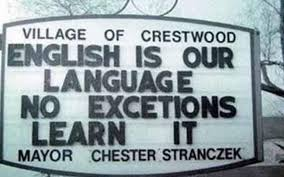 VILLAGE OF CRESTWOOD
ENGLISH IS OUR
LANGUAGE
NO EXCETIONS
LEARN IT
MAYOR CHESTER STRANCZEK